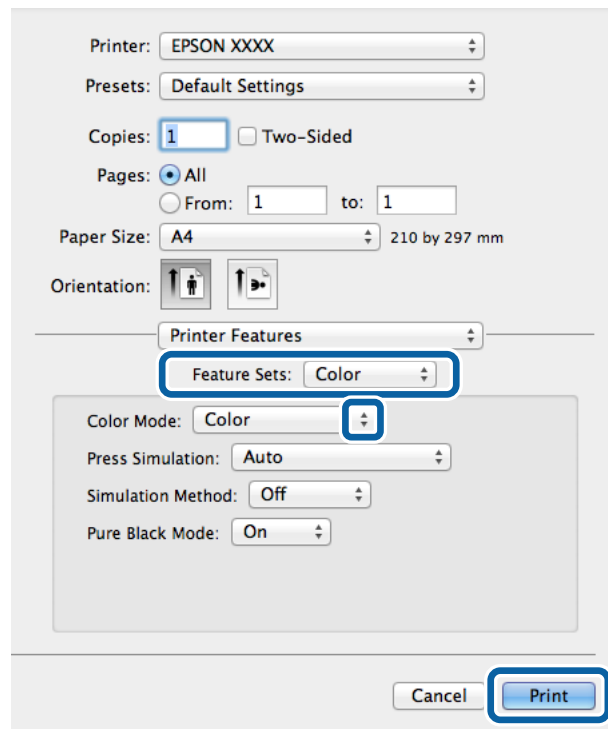 Printer: EPSON XXXX
Presets: Default Settings
Copies: 1 Two-Sided
Pages: All
From: 1 to: 1
Paper Size: A4 210 by 297 mm
Orientation:
Printer Features
Feature Sets: Color
Color Mode: Color
Press Simulation: Auto
Simulation Method: Off
Pure Black Mode: On
Cancel Print